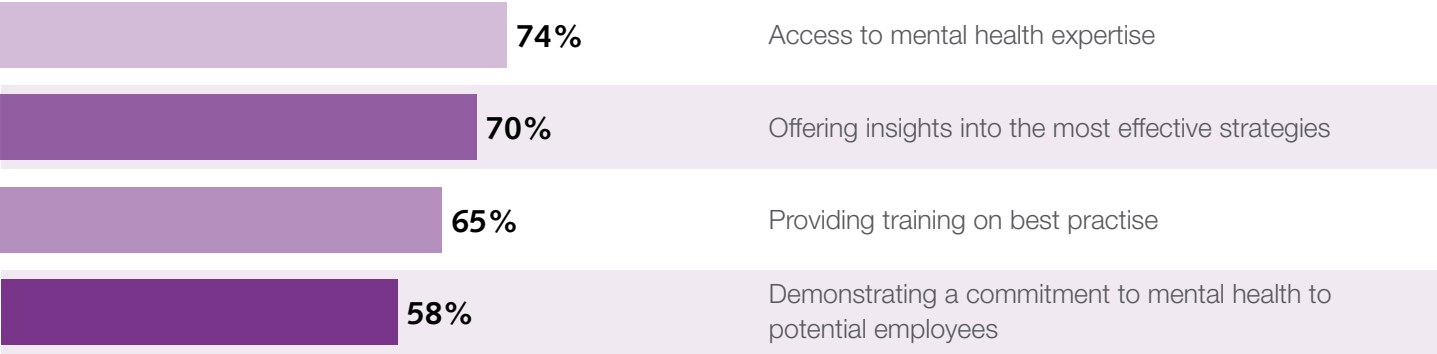 74% Access to mental health expertise
70% Offering insights into the most effective strategies
65% Providing training on best practise
58% Demonstrating a commitment to mental health to
potential employees